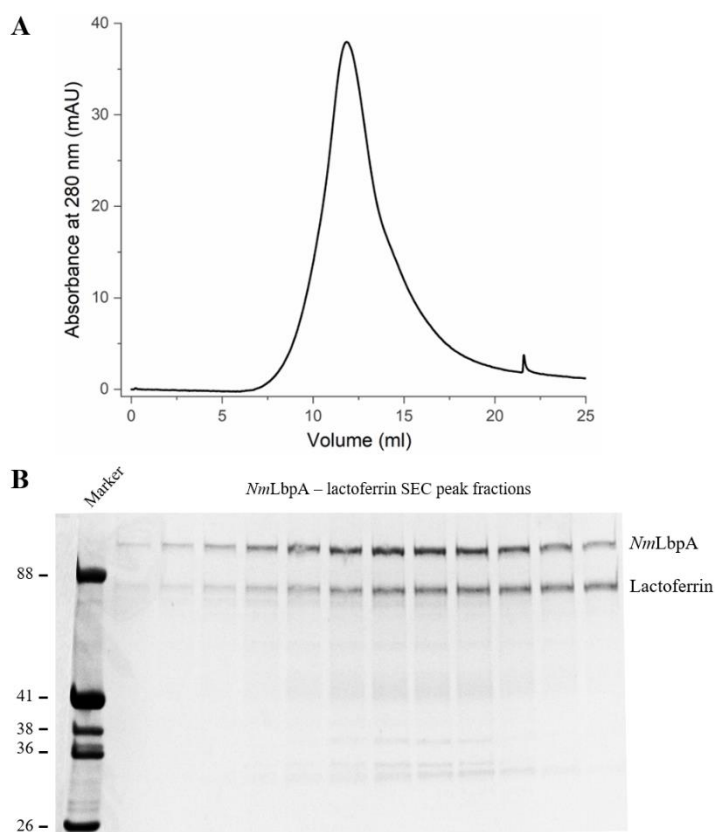 A
40
30
20
10
0
Absorbance at 280 nm (mAU)
0 5 10 15 20 25
Volume (ml)
B
Marker
NmLbpA – lactoferrin SEC peak fractions
NmLbpA
88
Lactoferrin
41
38
36
26